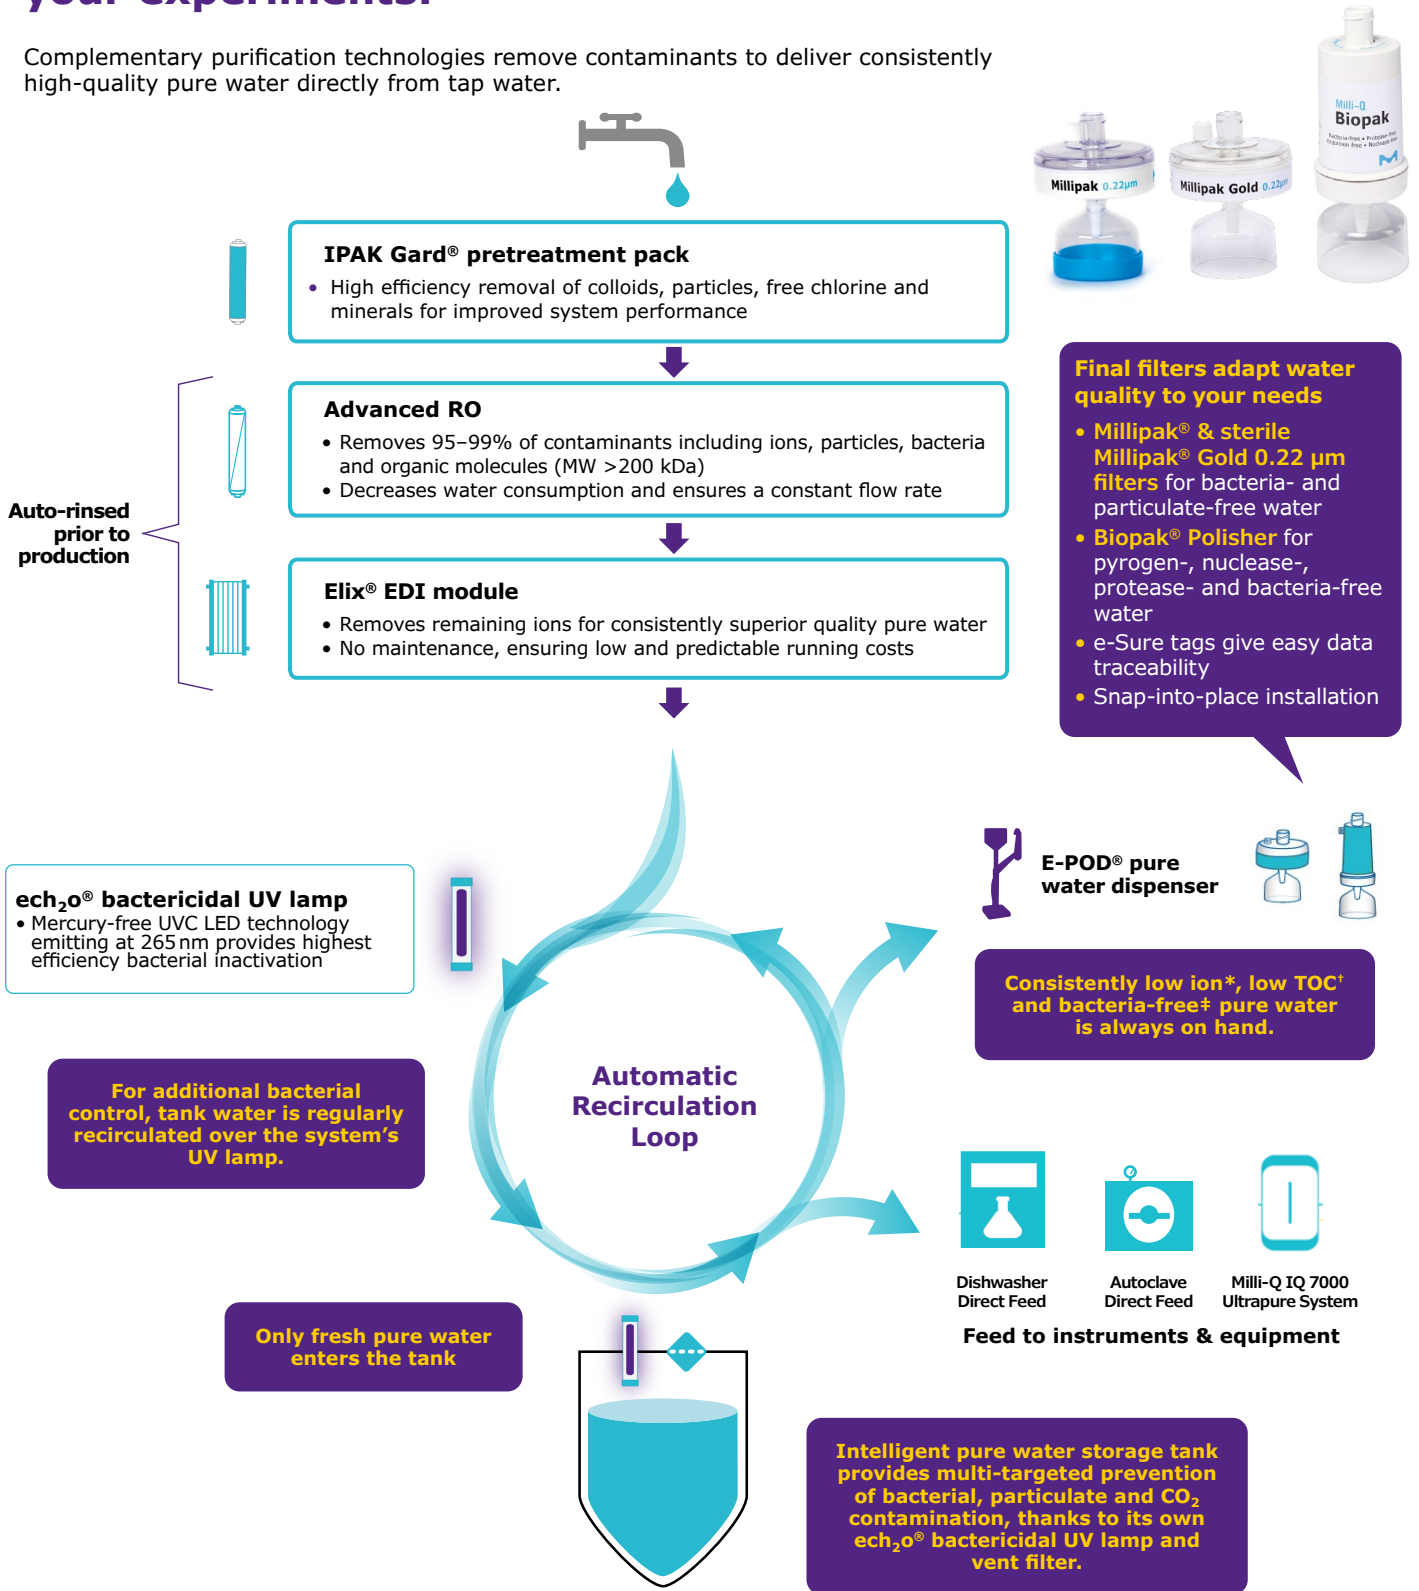 your experiments.
Complementary purification technologies remove contaminants to deliver consistently
high-quality pure water directly from tap water.
Millipak 0.22µm
Millipak Gold 0.22µm
Milli-Q
Biopak
Bacteria-free • Protease-free
Endotoxin-free • Nuclease-free
IPAK Gard® pretreatment pack
• High efficiency removal of colloids, particles, free chlorine and
minerals for improved system performance
Advanced RO
• Removes 95–99% of contaminants including ions, particles, bacteria
and organic molecules (MW >200 kDa)
• Decreases water consumption and ensures a constant flow rate
Auto-rinsed
prior to
production
Elix® EDI module
• Removes remaining ions for consistently superior quality pure water
• No maintenance, ensuring low and predictable running costs
Final filters adapt water
quality to your needs
• Millipak® & sterile
Millipak® Gold 0.22 µm
filters for bacteria- and
particulate-free water
• Biopak® Polisher for
pyrogen-, nuclease-,
protease- and bacteria-free
water
• e-Sure tags give easy data
traceability
• Snap-into-place installation
ech₂o® bactericidal UV lamp
• Mercury-free UVC LED technology
emitting at 265 nm provides highest
efficiency bacterial inactivation
E-POD® pure
water dispenser
Consistently low ion*, low TOC†
and bacteria-free‡ pure water
is always on hand.
For additional bacterial
control, tank water is regularly
recirculated over the system's
UV lamp.
Automatic
Recirculation
Loop
Dishwasher
Direct Feed
Autoclave
Direct Feed
Milli-Q IQ 7000
Ultrapure System
Feed to instruments & equipment
Only fresh pure water
enters the tank
Intelligent pure water storage tank
provides multi-targeted prevention
of bacterial, particulate and CO₂
contamination, thanks to its own
ech₂o® bactericidal UV lamp and
vent filter.